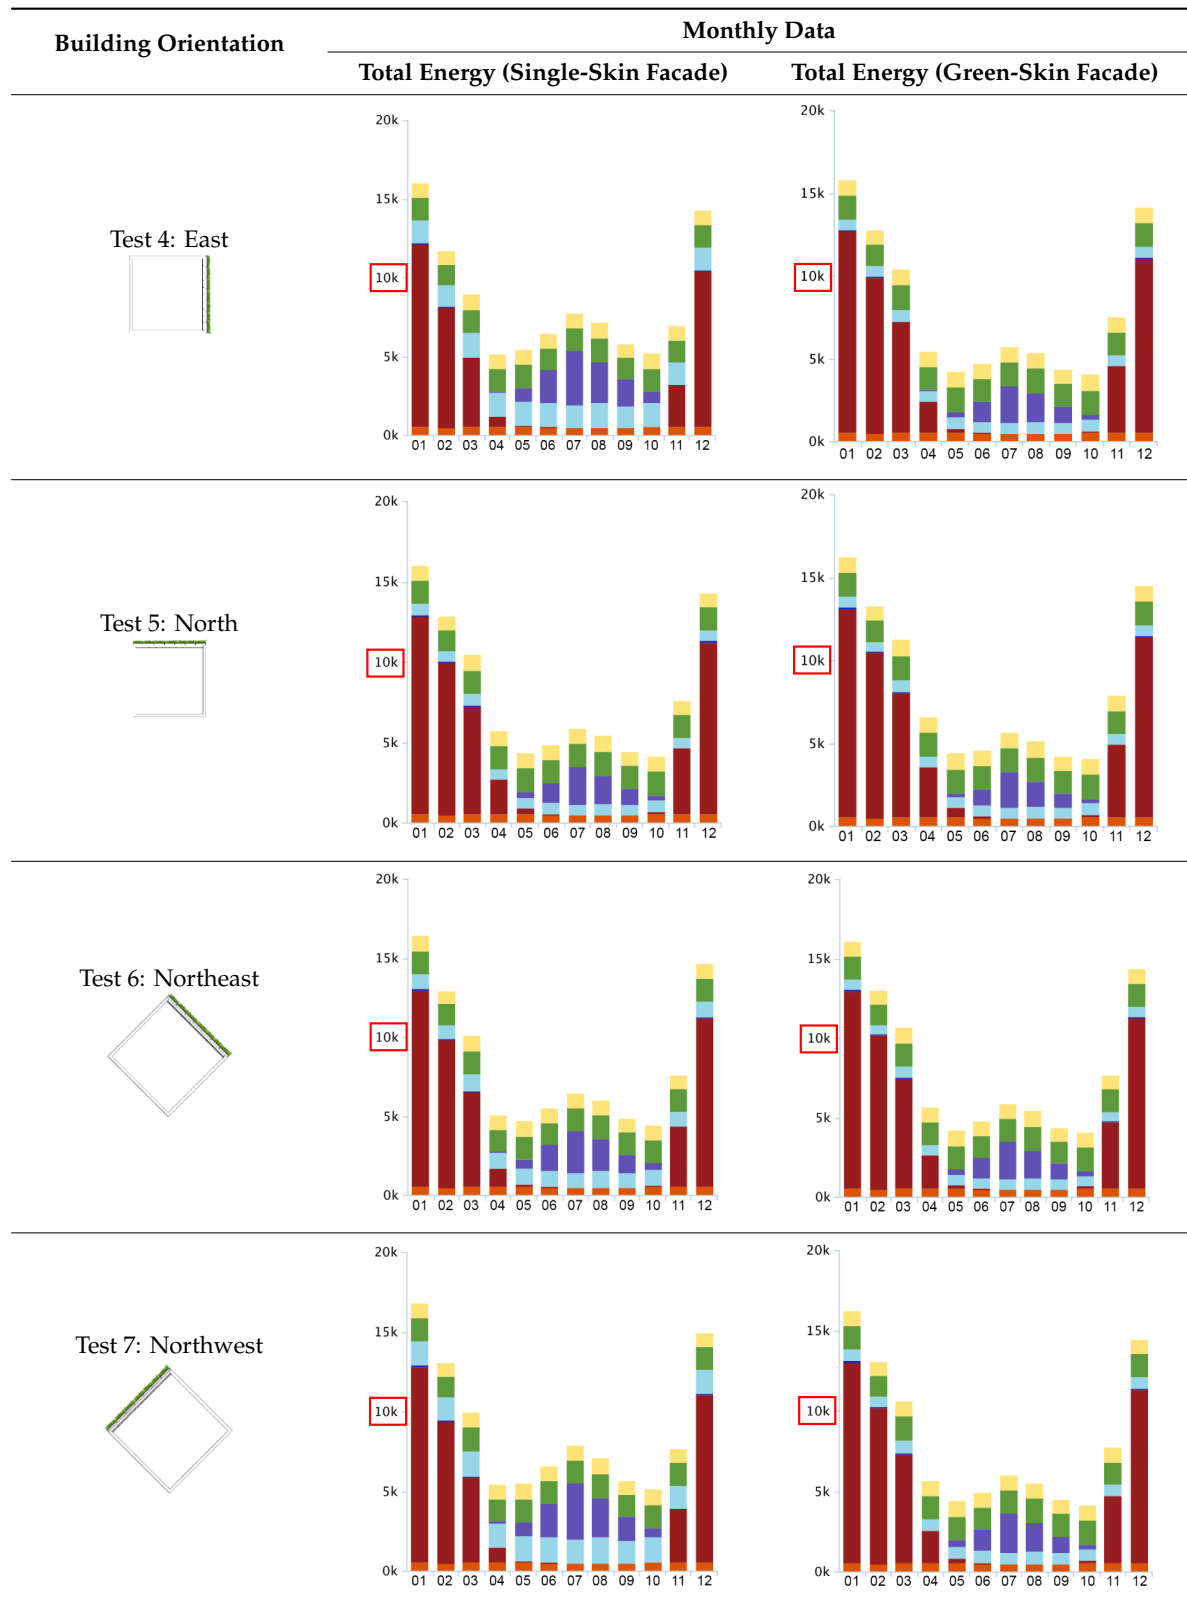 Building Orientation
Monthly Data
Total Energy (Single-Skin Facade)
Total Energy (Green-Skin Facade)
Test 4: East
20k
15k
10k
5k
0k
01 02 03 04 05 06 07 08 09 10 11 12
20k
15k
10k
5k
0k
01 02 03 04 05 06 07 08 09 10 11 12
Test 5: North
20k
15k
10k
5k
0k
01 02 03 04 05 06 07 08 09 10 11 12
20k
15k
10k
5k
0k
01 02 03 04 05 06 07 08 09 10 11 12
Test 6: Northeast
20k
15k
10k
5k
0k
01 02 03 04 05 06 07 08 09 10 11 12
20k
15k
10k
5k
0k
01 02 03 04 05 06 07 08 09 10 11 12
Test 7: Northwest
20k
15k
10k
5k
0k
01 02 03 04 05 06 07 08 09 10 11 12
20k
15k
10k
5k
0k
01 02 03 04 05 06 07 08 09 10 11 12